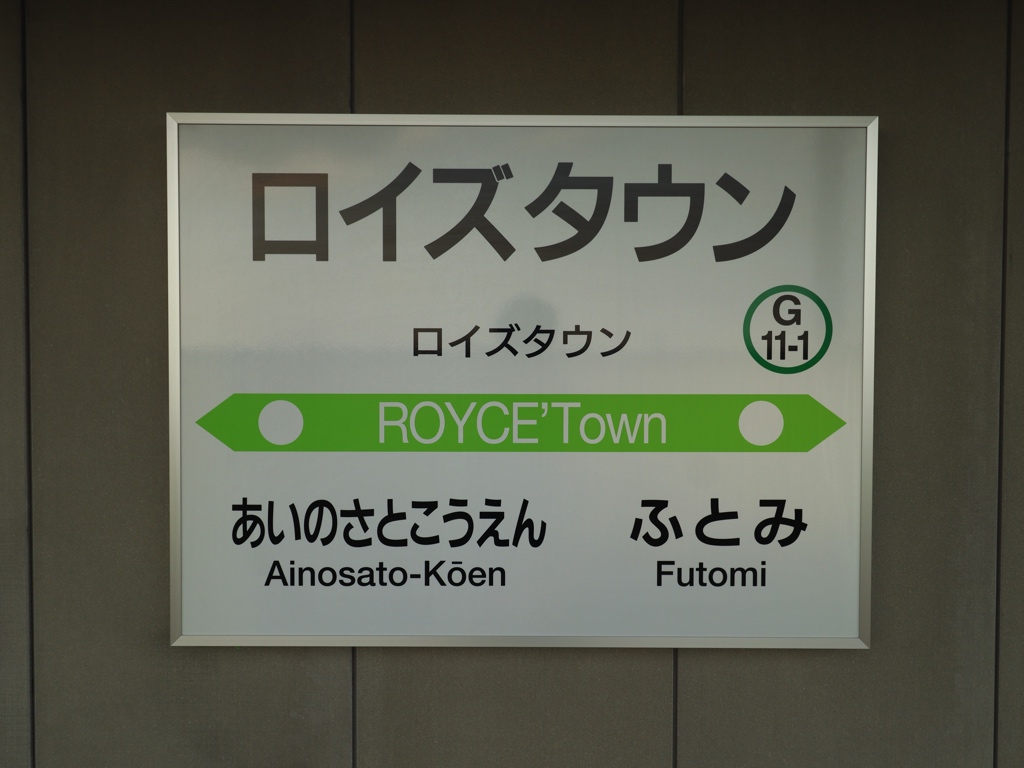 ロイズタウン
ロイズタウン
G
11-1
ROYCE'Town
あいのさとこうえん ふとみ
Ainosato-Kōen Futomi